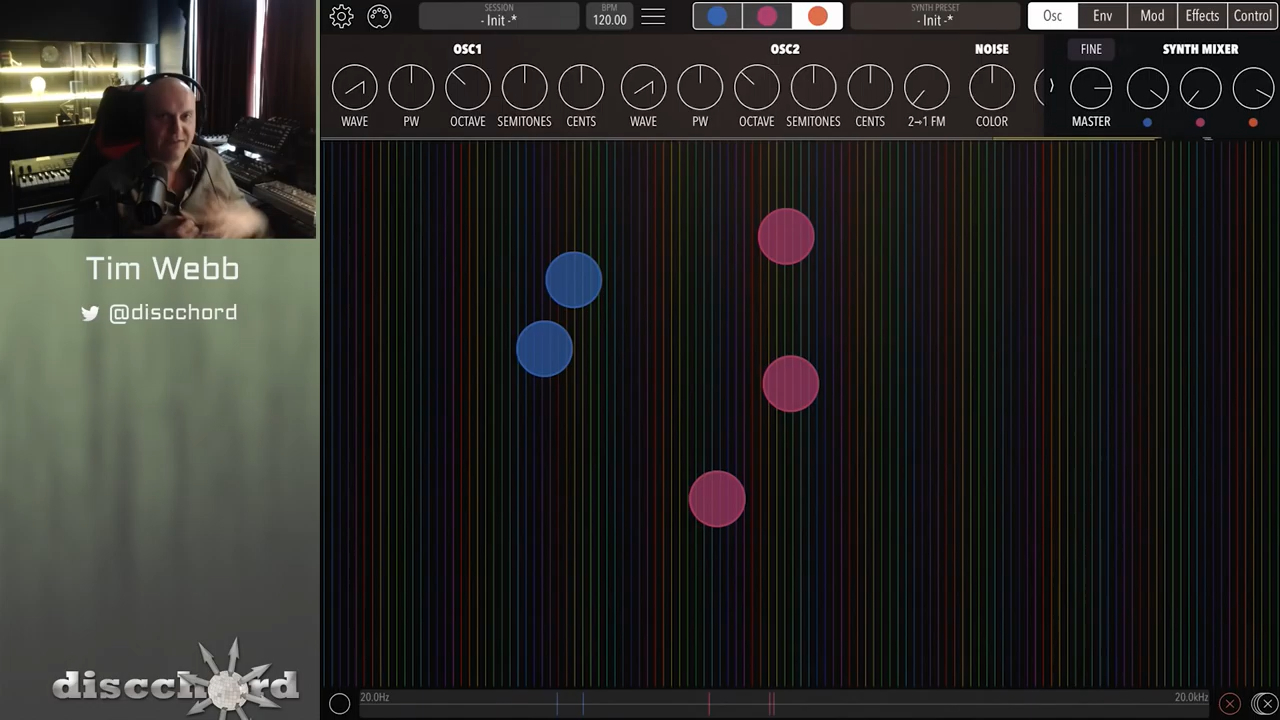 SESSION
- Init -*
BPM
120.00
SYNTH PRESET
- Init -*
Osc
Env
Mod
Effects
Control
OSC1
OSC2
NOISE
FINE
SYNTH MIXER
WAVE
PW
OCTAVE
SEMITONES
CENTS
WAVE
PW
OCTAVE
SEMITONES
CENTS
2→1 FM
COLOR
MASTER
Tim Webb
@discchord
discchord
20.0Hz
20.0kHz